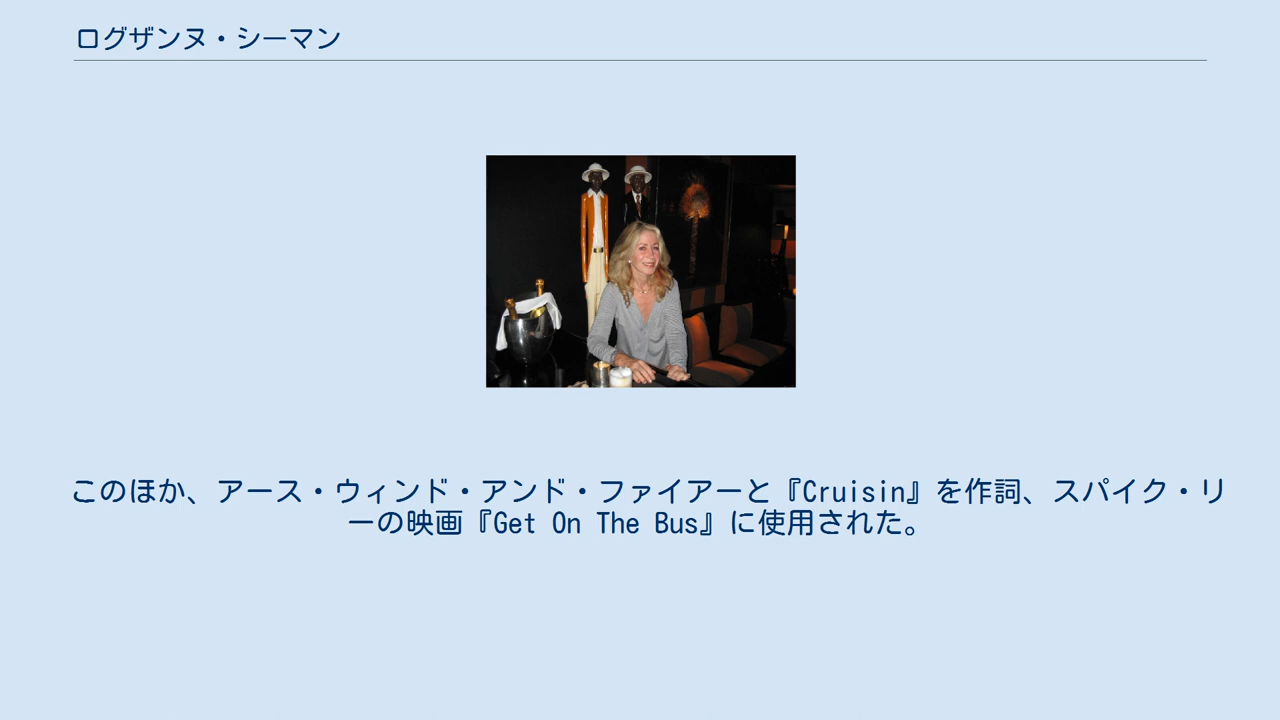 ログザンヌ・シーマン
このほか、アース・ウィンド・アンド・ファイアーと『Cruisin』を作詞、スパイク・リ
ーの映画『Get On The Bus』に使用された。